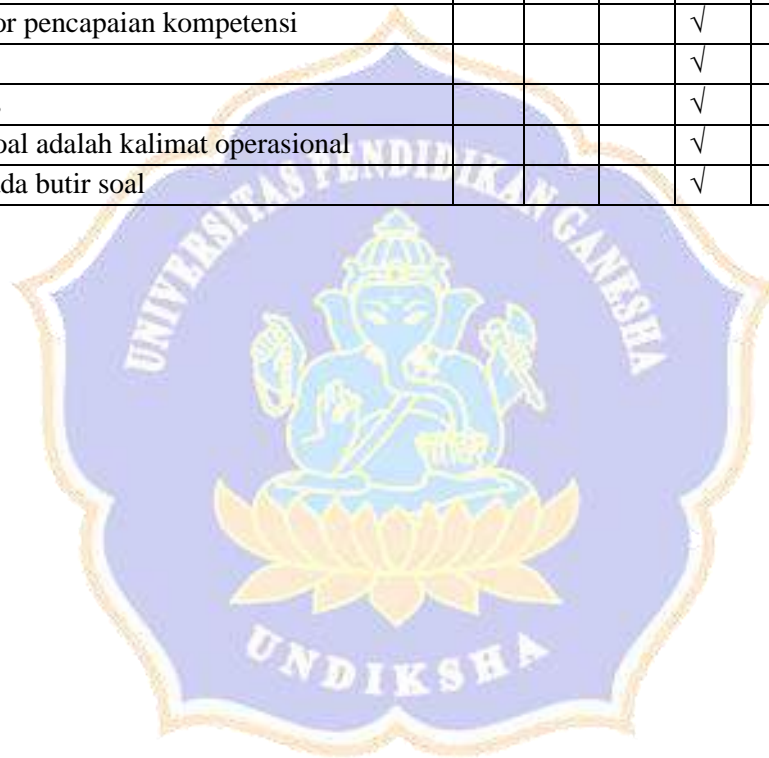 or pencapaian kompetensi √
√
√
oal adalah kalimat operasional √
da butir soal √
UNIVERSITAS PENDIDIKAN GANESHA
UNDIKSHA